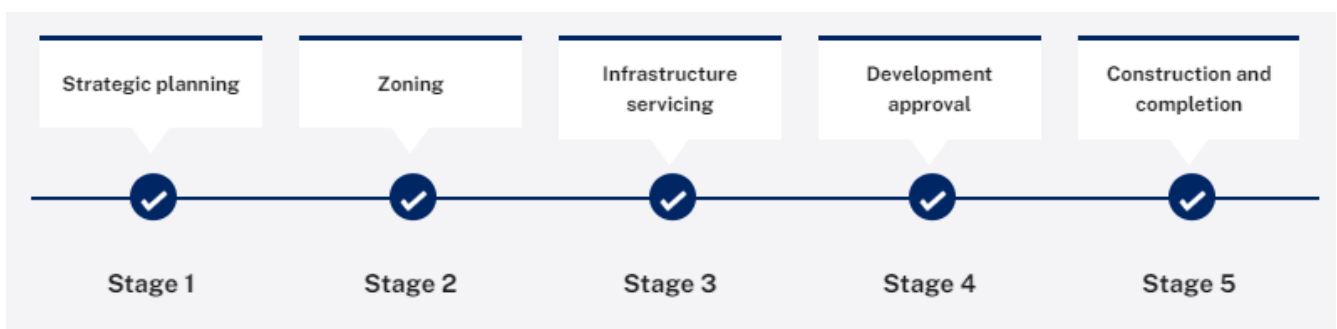 Strategic planning
Zoning
Infrastructure
servicing
Development
approval
Construction and
completion
Stage 1
Stage 2
Stage 3
Stage 4
Stage 5